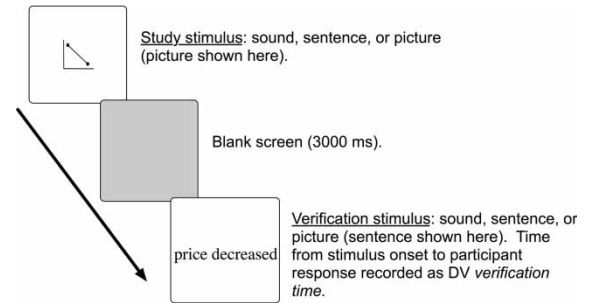 Study stimulus: sound, sentence, or picture
(picture shown here).
Blank screen (3000 ms).
Verification stimulus: sound, sentence, or
picture (sentence shown here).  Time
from stimulus onset to participant
response recorded as DV verification
time.
price decreased